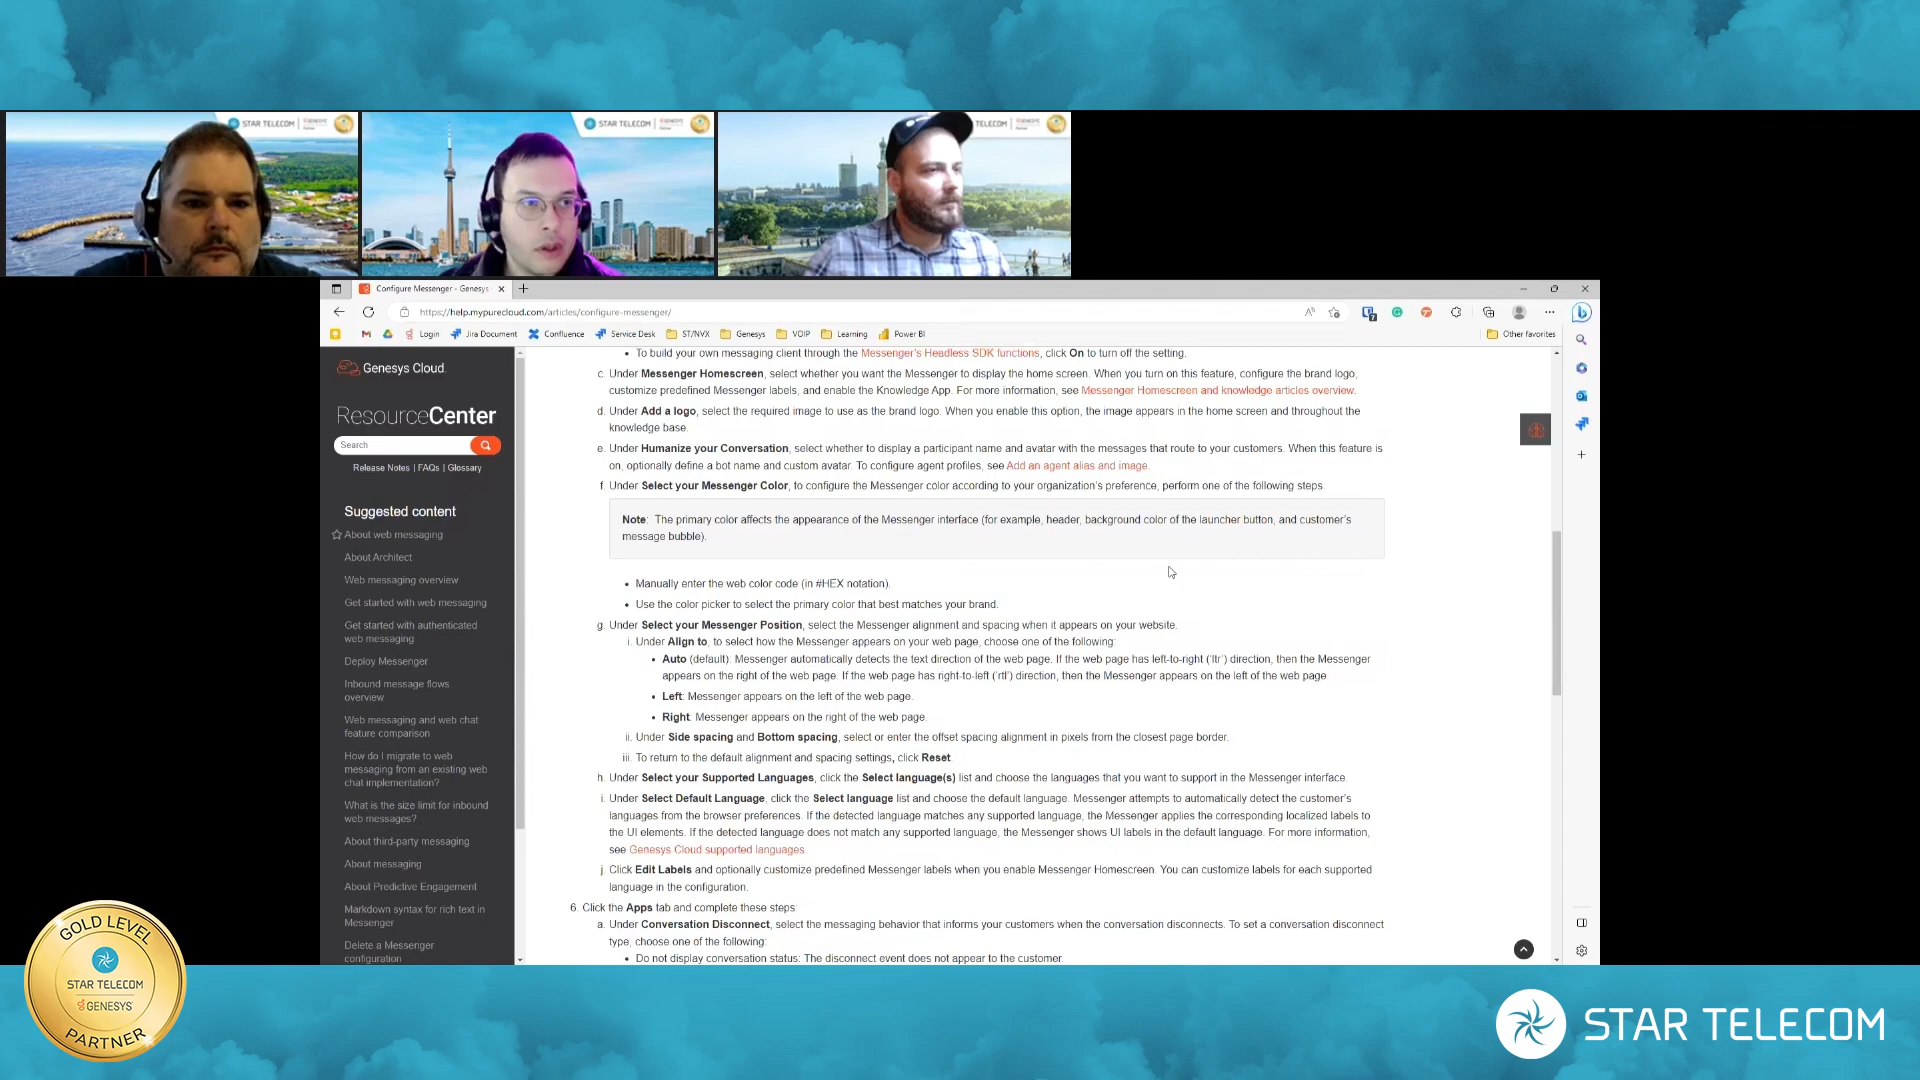 STAR TELECOM
GENESYS
STAR TELECOM
GENESYS
TELECOM
GENESYS
Configure Messenger - Genesys
https://help.mypurecloud.com/articles/configure-messenger/
Login Jira Document Confluence Service Desk ST/NVX Genesys VOIP Learning Power BI Other favorites
Genesys Cloud
ResourceCenter
Search
Release Notes | FAQs | Glossary
Suggested content
About web messaging
About Architect
Web messaging overview
Get started with web messaging
Get started with authenticated
web messaging
Deploy Messenger
Inbound message flows
overview
Web messaging and web chat
feature comparison
How do I migrate to web
messaging from an existing web
chat implementation?
What is the size limit for inbound
web messages?
About third-party messaging
About messaging
About Predictive Engagement
Markdown syntax for rich text in
Messenger
Delete a Messenger
configuration
• To build your own messaging client through the Messenger's Headless SDK functions, click On to turn off the setting.
c. Under Messenger Homescreen, select whether you want the Messenger to display the home screen. When you turn on this feature, configure the brand logo,
customize predefined Messenger labels, and enable the Knowledge App. For more information, see Messenger Homescreen and knowledge articles overview.
d. Under Add a logo, select the required image to use as the brand logo. When you enable this option, the image appears in the home screen and throughout the
knowledge base.
e. Under Humanize your Conversation, select whether to display a participant name and avatar with the messages that route to your customers. When this feature is
on, optionally define a bot name and custom avatar. To configure agent profiles, see Add an agent alias and image.
f. Under Select your Messenger Color, to configure the Messenger color according to your organization's preference, perform one of the following steps.
Note: The primary color affects the appearance of the Messenger interface (for example, header, background color of the launcher button, and customer's
message bubble).
• Manually enter the web color code (in #HEX notation).
• Use the color picker to select the primary color that best matches your brand.
g. Under Select your Messenger Position, select the Messenger alignment and spacing when it appears on your website.
i. Under Align to, to select how the Messenger appears on your web page, choose one of the following:
• Auto (default). Messenger automatically detects the text direction of the web page. If the web page has left-to-right ('ltr') direction, then the Messenger
appears on the right of the web page. If the web page has right-to-left ('rtl') direction, then the Messenger appears on the left of the web page.
• Left: Messenger appears on the left of the web page.
• Right: Messenger appears on the right of the web page.
ii. Under Side spacing and Bottom spacing, select or enter the offset spacing alignment in pixels from the closest page border.
iii. To return to the default alignment and spacing settings, click Reset.
h. Under Select your Supported Languages, click the Select language(s) list and choose the languages that you want to support in the Messenger interface.
i. Under Select Default Language, click the Select language list and choose the default language. Messenger attempts to automatically detect the customer's
languages from the browser preferences. If the detected language matches any supported language, the Messenger applies the corresponding localized labels to
the UI elements. If the detected language does not match any supported language, the Messenger shows UI labels in the default language. For more information,
see Genesys Cloud supported languages.
j. Click Edit Labels and optionally customize predefined Messenger labels when you enable Messenger Homescreen. You can customize labels for each supported
language in the configuration.
6. Click the Apps tab and complete these steps:
a. Under Conversation Disconnect, select the messaging behavior that informs your customers when the conversation disconnects. To set a conversation disconnect
type, choose one of the following:
• Do not display conversation status: The disconnect event does not appear to the customer.
GOLD LEVEL
STAR TELECOM
GENESYS
PARTNER
STAR TELECOM